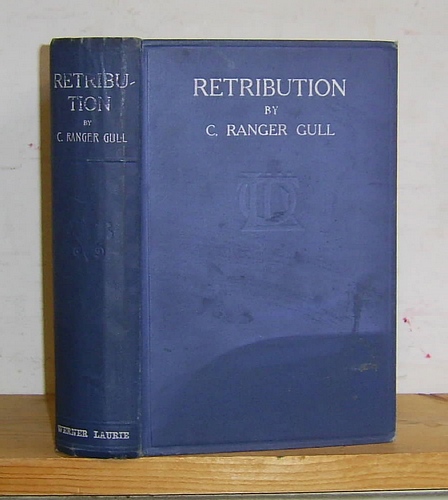 RETRIBU-
TION
BY
C. RANGER GULL
WERNER LAURIE
RETRIBUTION
BY
C. RANGER GULL